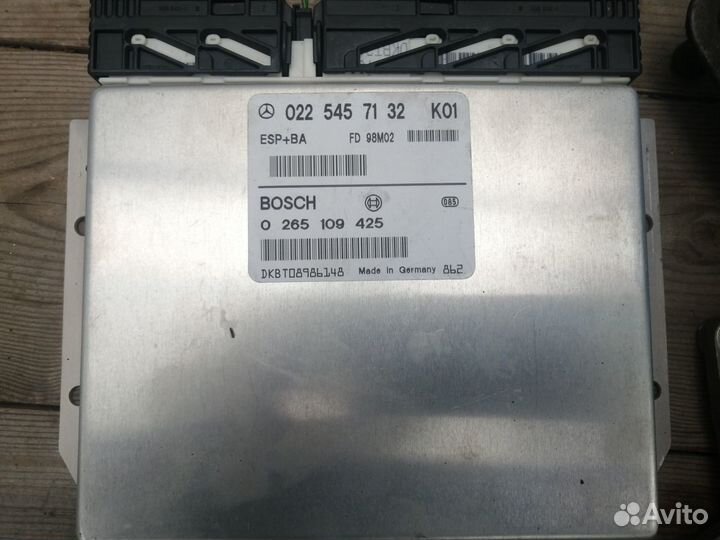 022 545 71 32 K01
ESP+BA FD 98M02
BOSCH
0 265 109 425
DKBT08986148 Made in Germany 862
Avito